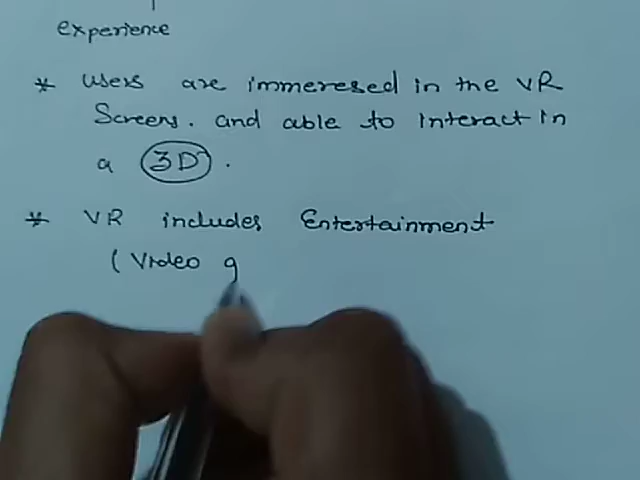 experience
* Users are immeresed in the VR
Screens. and able to interact in
a 3D.
* VR includes Entertainment
(Video g